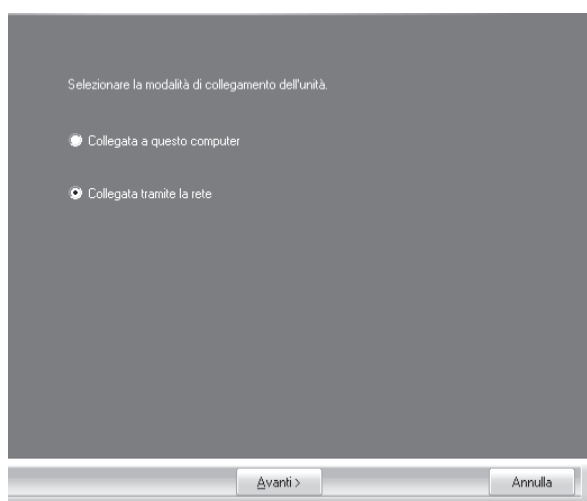 Selezionare la modalità di collegamento dell'unità.
Collegata a questo computer
Collegata tramite la rete
Avanti >
Annulla